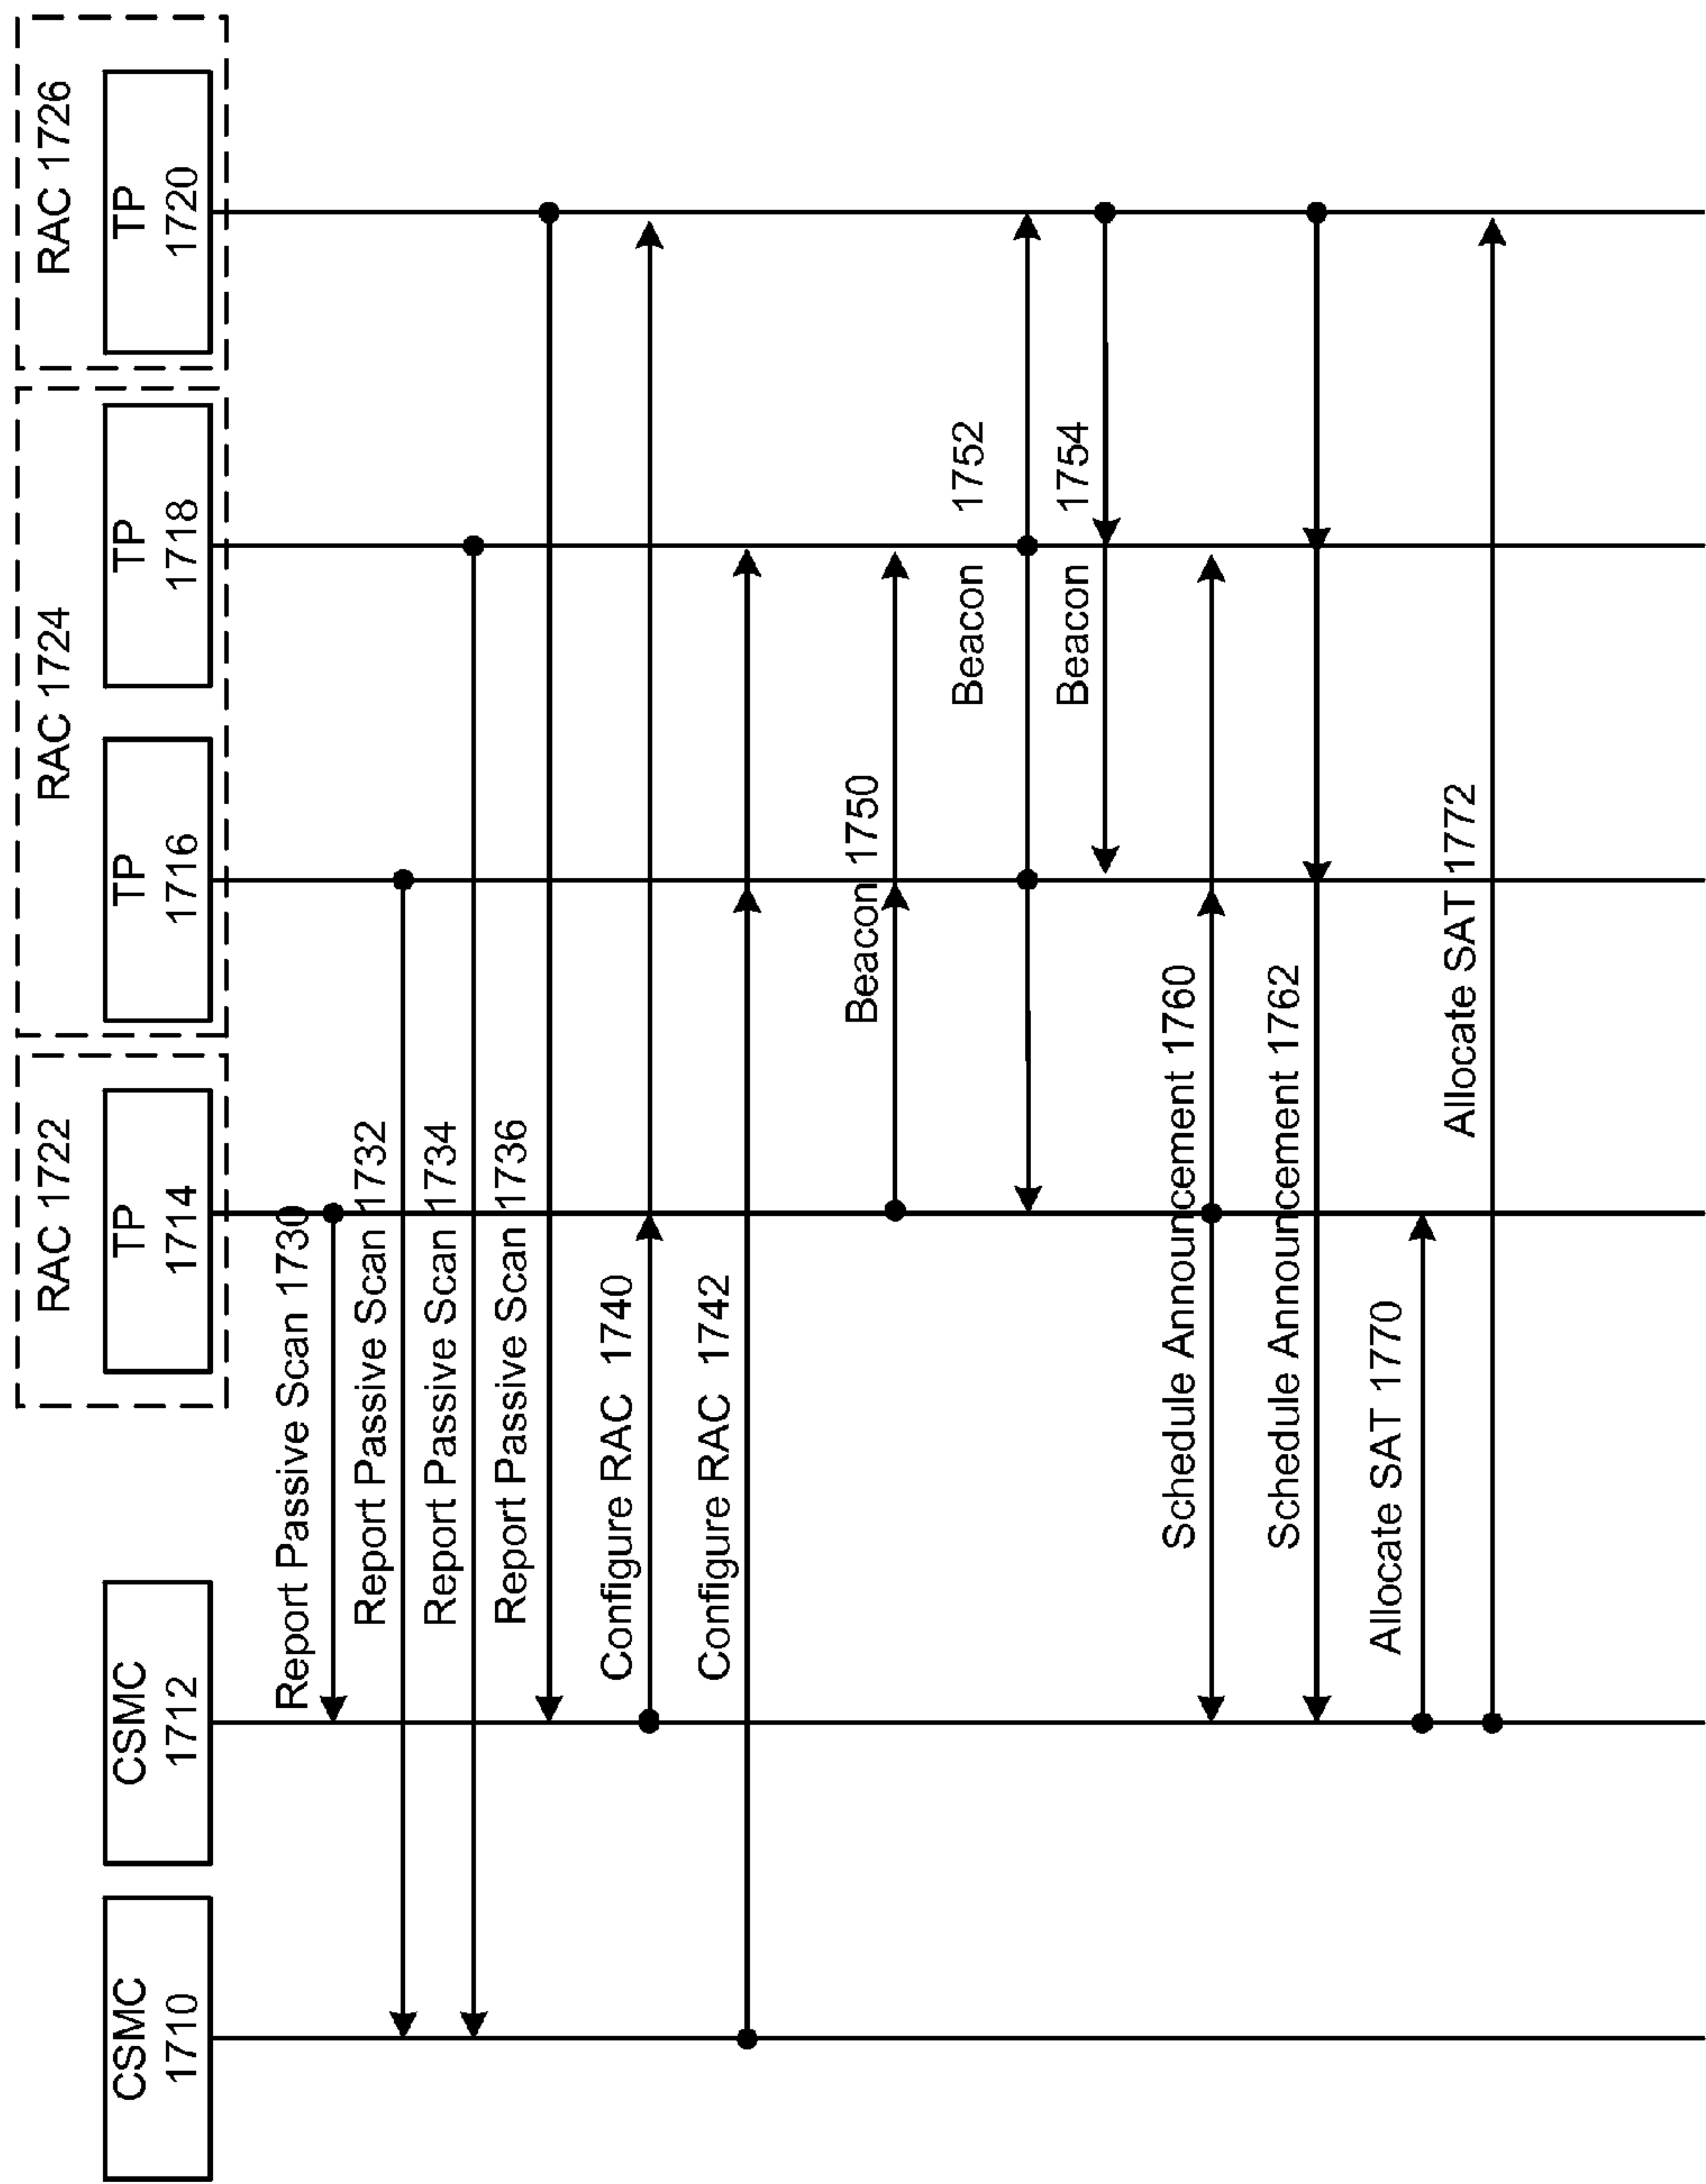 RAC 1722
RAC 1724
RAC 1726
CSMC
1710
CSMC
1712
TP
1714
TP
1716
TP
1718
TP
1720
Report Passive Scan 1730
Report Passive Scan 1732
Report Passive Scan 1734
Report Passive Scan 1736
Configure RAC 1740
Configure RAC 1742
Beacon 1750
Beacon 1752
Beacon 1754
Schedule Announcement 1760
Schedule Announcement 1762
Allocate SAT 1770
Allocate SAT 1772